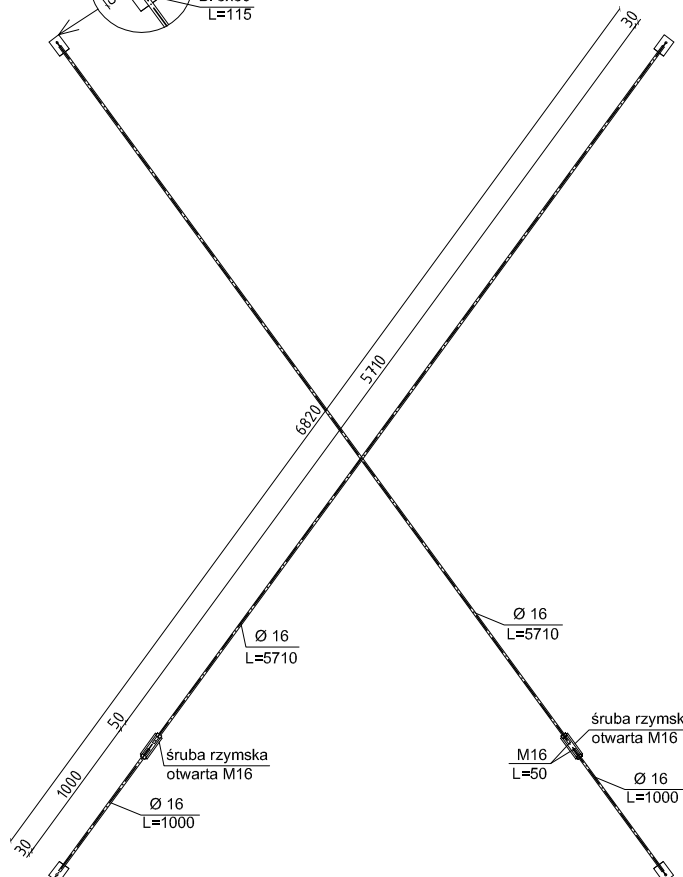 L=115
30
5710
6820
Ø 16
L=5710
Ø 16
L=5710
50
śruba rzymska
otwarta M16
śruba rzymsk
otwarta M16
M16
L=50
1000
Ø 16
L=1000
Ø 16
L=1000
30